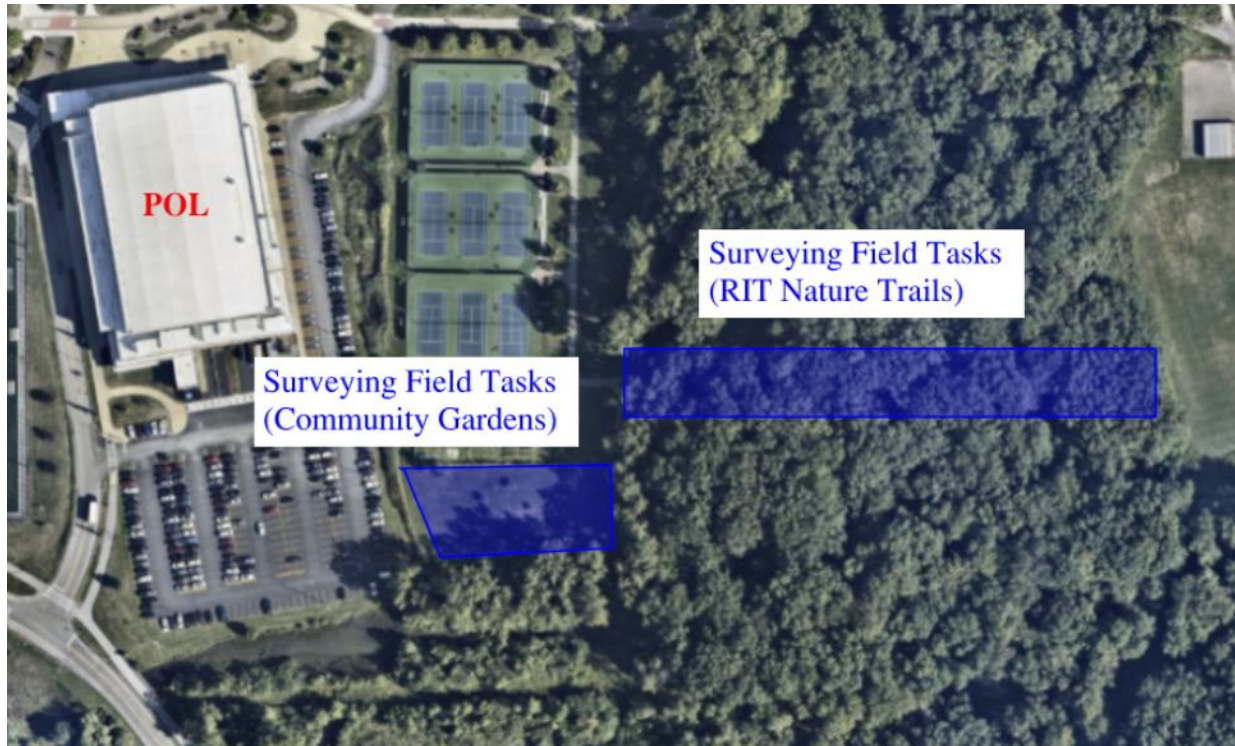 POL
Surveying Field Tasks
(RIT Nature Trails)
Surveying Field Tasks
(Community Gardens)